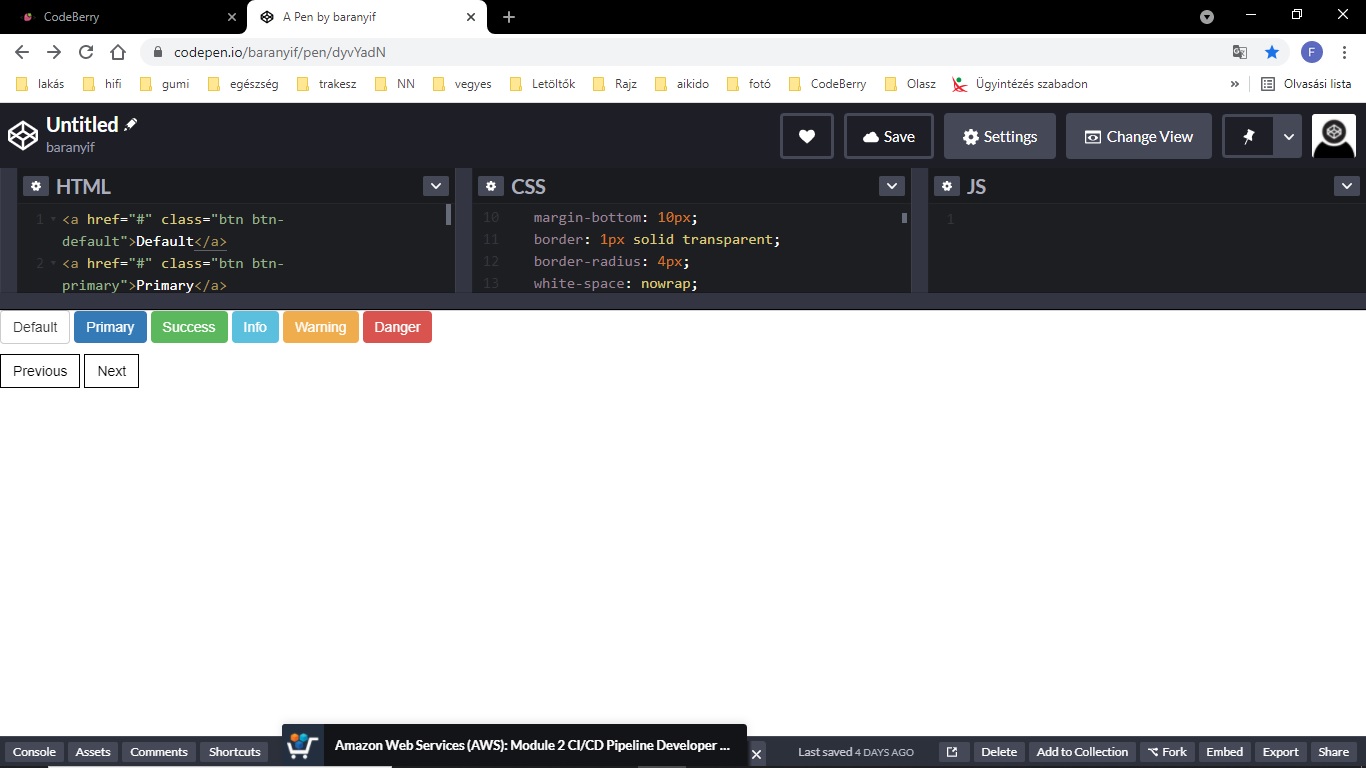 CodeBerry
A Pen by baranyif
codepen.io/baranyif/pen/dyvYadN
F
lakás
hifi
gumi
egészség
trakesz
NN
vegyes
Letöltők
Rajz
aikido
fotó
CodeBerry
Olasz
Ügyintézés szabadon
»
Olvasási lista
Untitled
baranyif
Save
Settings
Change View
HTML
CSS
JS
1 <a href="#" class="btn btn-
default">Default</a>
2 <a href="#" class="btn btn-
primary">Primary</a>
10 margin-bottom: 10px;
11 border: 1px solid transparent;
12 border-radius: 4px;
13 white-space: nowrap;
1
Default
Primary
Success
Info
Warning
Danger
Previous
Next
Console
Assets
Comments
Shortcuts
Amazon Web Services (AWS): Module 2 CI/CD Pipeline Developer ...
Last saved 4 DAYS AGO
Delete
Add to Collection
Fork
Embed
Export
Share